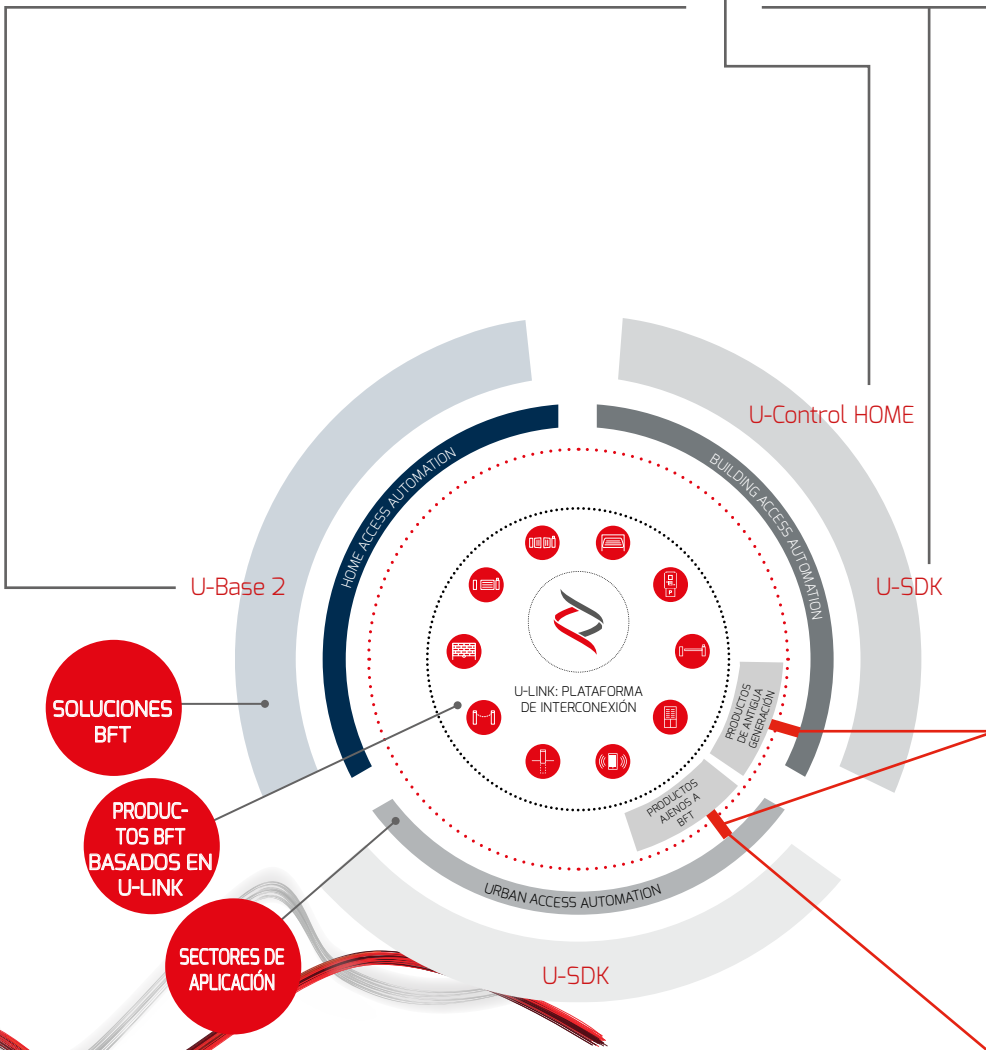 U-Control HOME
HOME ACCESS AUTOMATION
BUILDING ACCESS AUTOMATION
U-Base 2
U-SDK
SOLUCIONES
BFT
U-LINK: PLATAFORMA
DE INTERCONEXIÓN
PRODUCTOS
DE ANTIGUA
GENERACIÓN
PRODUCTOS
AJENOS A
BFT
PRODUC-
TOS BFT
BASADOS EN
U-LINK
URBAN ACCESS AUTOMATION
SECTORES DE
APLICACIÓN
U-SDK
P